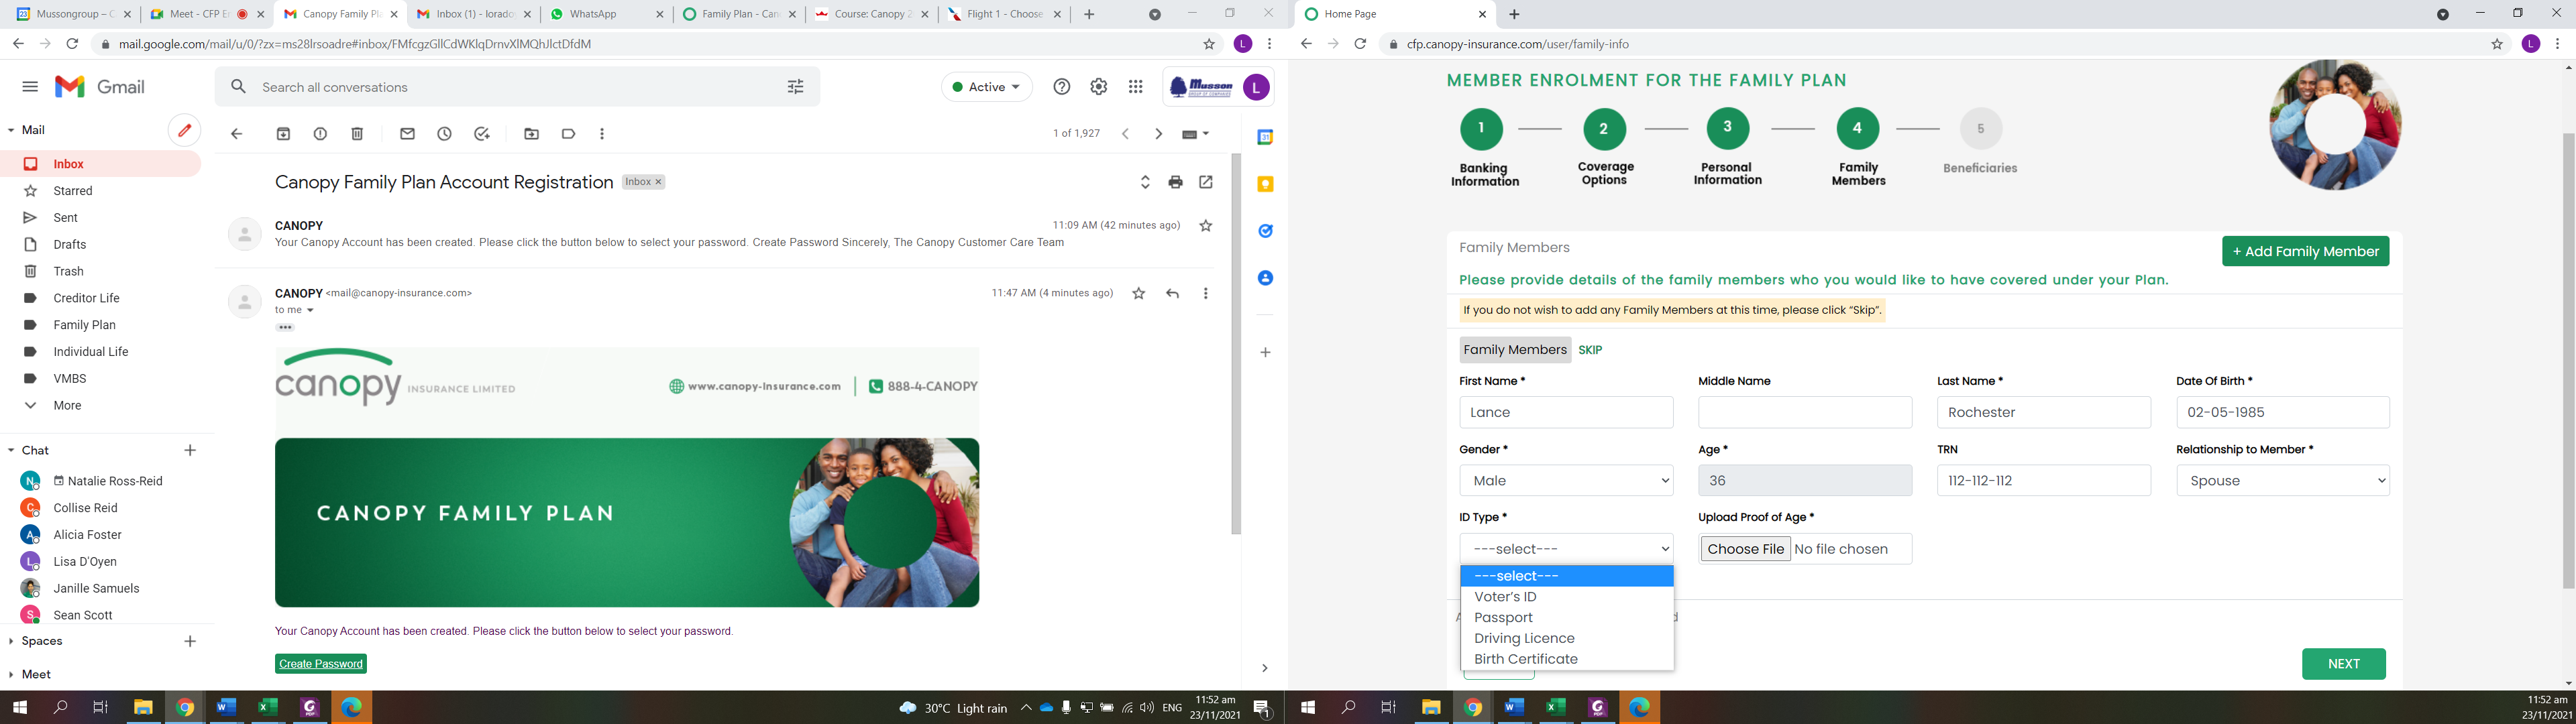 Mussongroup – C
Meet - CFP E
Canopy Family Pl
Inbox (1) - lorado
WhatsApp
Family Plan - Can
Course: Canopy 2
Flight 1 - Choose
mail.google.com/mail/u/0/?zx=ms28lrsoadre#inbox/FMfcgzGllCdWKlqDrnvXlMQhJlctDfdM
L
Gmail
Search all conversations
Active
Musson
L
Mail
1 of 1,927
Inbox
Starred
Sent
Drafts
Trash
Creditor Life
Family Plan
Individual Life
VMBS
More
Chat
Natalie Ross-Reid
Collise Reid
Alicia Foster
Lisa D'Oyen
Janille Samuels
Sean Scott
Spaces
Meet
Canopy Family Plan Account Registration
Inbox ×
CANOPY
11:09 AM (42 minutes ago)
Your Canopy Account has been created. Please click the button below to select your password. Create Password Sincerely, The Canopy Customer Care Team
CANOPY <mail@canopy-insurance.com>
11:47 AM (4 minutes ago)
to me
canopy INSURANCE LIMITED
www.canopy-insurance.com
888-4-CANOPY
CANOPY FAMILY PLAN
Your Canopy Account has been created. Please click the button below to select your password.
Create Password
30°C Light rain
ENG
11:52 am
23/11/2021
1
Home Page
cfp.canopy-insurance.com/user/family-info
L
MEMBER ENROLMENT FOR THE FAMILY PLAN
1
2
3
4
5
Banking Information
Coverage Options
Personal Information
Family Members
Beneficiaries
Family Members
+ Add Family Member
Please provide details of the family members who you would like to have covered under your Plan.
If you do not wish to add any Family Members at this time, please click “Skip”.
Family Members
SKIP
First Name *
Middle Name
Last Name *
Date Of Birth *
Lance
Rochester
02-05-1985
Gender *
Age *
TRN
Relationship to Member *
Male
36
112-112-112
Spouse
ID Type *
Upload Proof of Age *
---select---
Choose File
No file chosen
---select---
Voter’s ID
Passport
Driving Licence
Birth Certificate
NEXT
11:52 am
23/11/2021